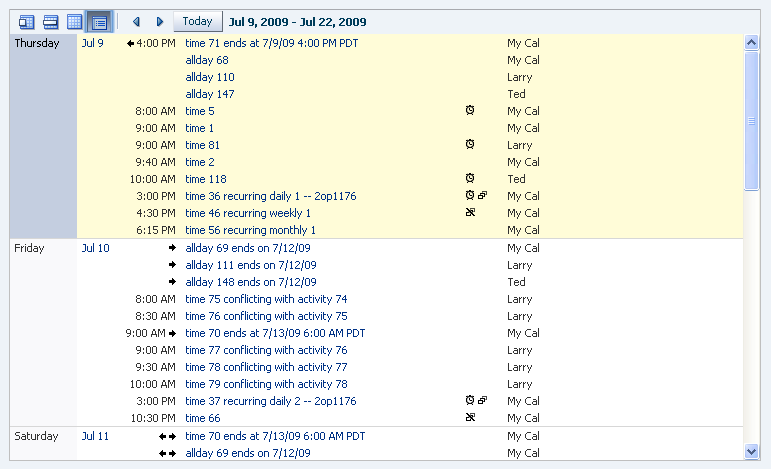 Today Jul 9, 2009 - Jul 22, 2009
Thursday Jul 9 4:00 PM time 71 ends at 7/9/09 4:00 PM PDT My Cal
allday 68 My Cal
allday 110 Larry
allday 147 Ted
8:00 AM time 5 My Cal
9:00 AM time 1 My Cal
9:00 AM time 81 Larry
9:40 AM time 2 My Cal
10:00 AM time 118 Ted
3:00 PM time 36 recurring daily 1 -- 2op1176 My Cal
4:30 PM time 46 recurring weekly 1 My Cal
6:15 PM time 56 recurring monthly 1 My Cal
Friday Jul 10 allday 69 ends on 7/12/09 My Cal
allday 111 ends on 7/12/09 Larry
allday 148 ends on 7/12/09 Ted
8:00 AM time 75 conflicting with activity 74 Larry
8:30 AM time 76 conflicting with activity 75 Larry
9:00 AM time 70 ends at 7/13/09 6:00 AM PDT My Cal
9:00 AM time 77 conflicting with activity 76 Larry
9:30 AM time 78 conflicting with activity 77 Larry
10:00 AM time 79 conflicting with activity 78 Larry
3:00 PM time 37 recurring daily 2 -- 2op1176 My Cal
10:30 PM time 66 My Cal
Saturday Jul 11 time 70 ends at 7/13/09 6:00 AM PDT My Cal
allday 69 ends on 7/12/09 My Cal